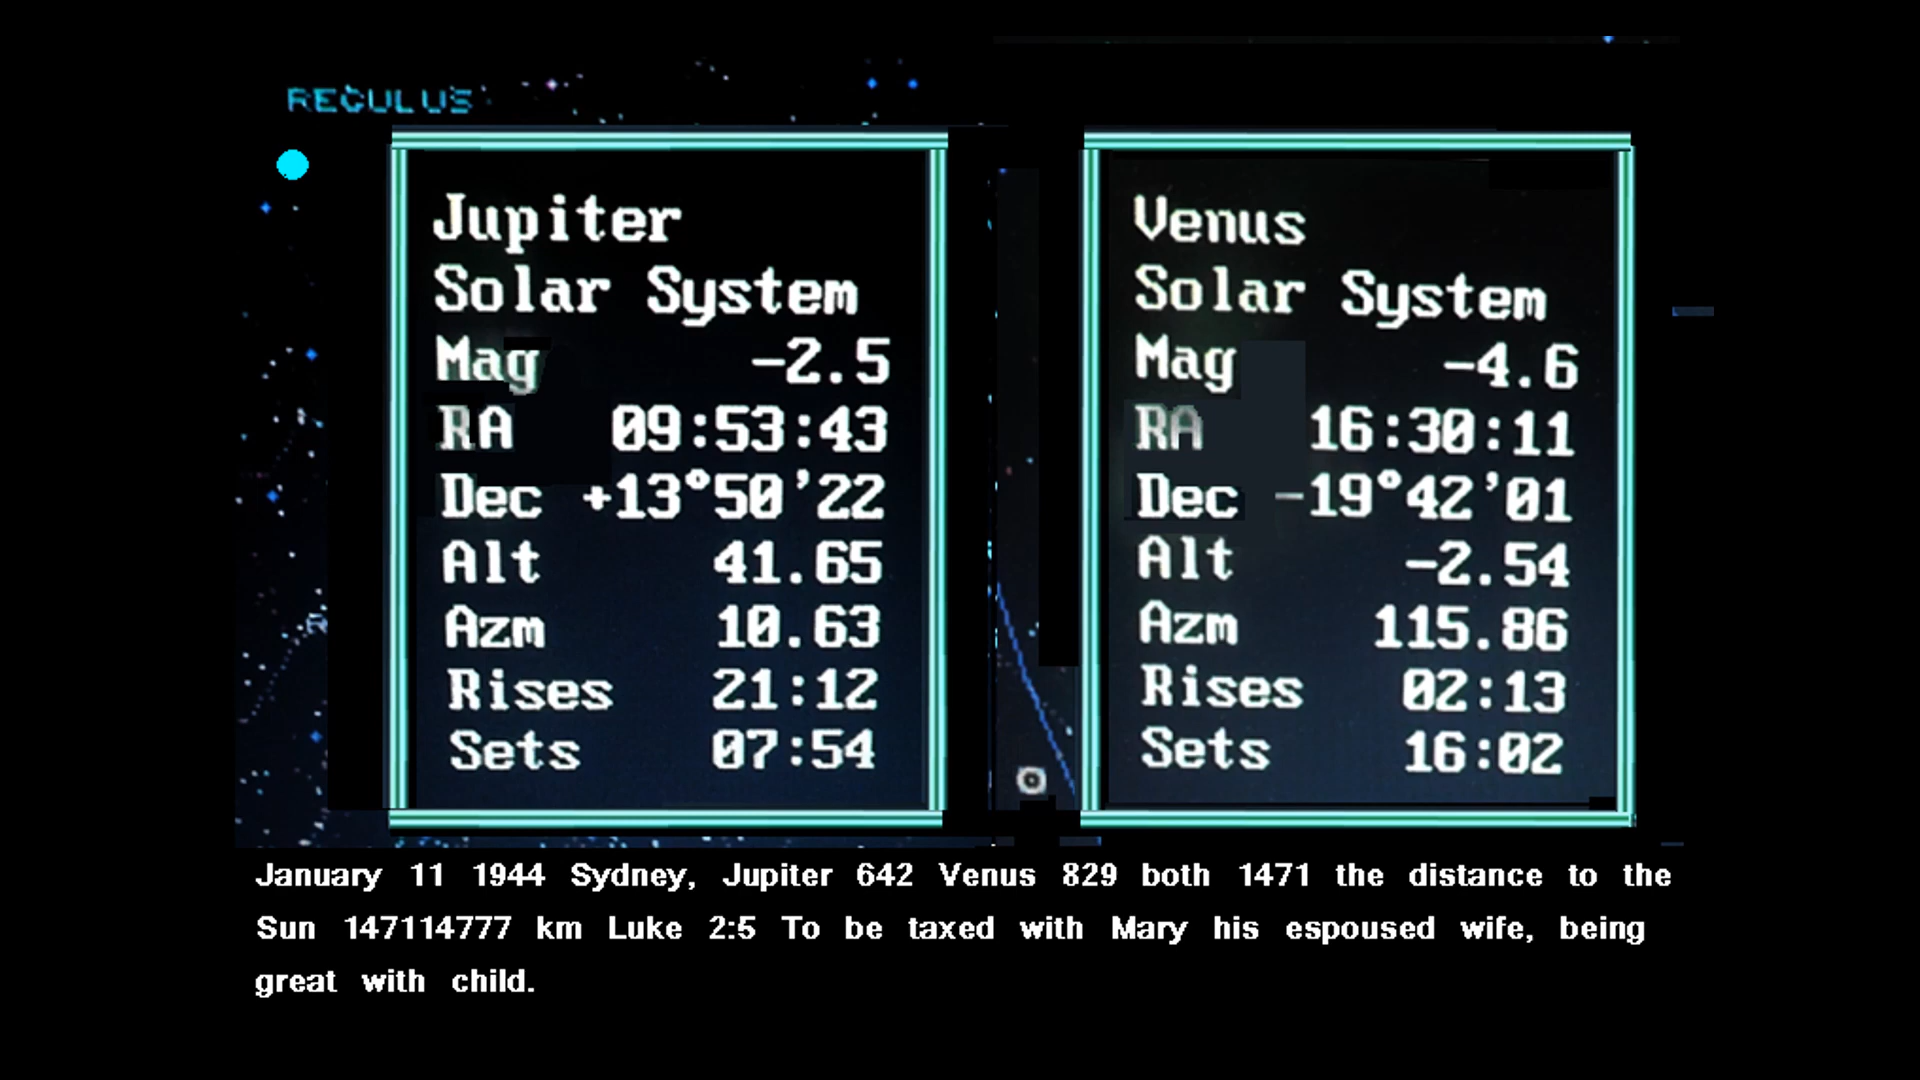 REGULUS
Jupiter
Solar System
Mag -2.5
RA 09:53:43
Dec +13°50'22
Alt 41.65
Azm 10.63
Rises 21:12
Sets 07:54
Venus
Solar System
Mag -4.6
RA 16:30:11
Dec -19°42'01
Alt -2.54
Azm 115.86
Rises 02:13
Sets 16:02
January 11 1944 Sydney, Jupiter 642 Venus 829 both 1471 the distance to the
Sun 147114777 km Luke 2:5 To be taxed with Mary his espoused wife, being
great with child.